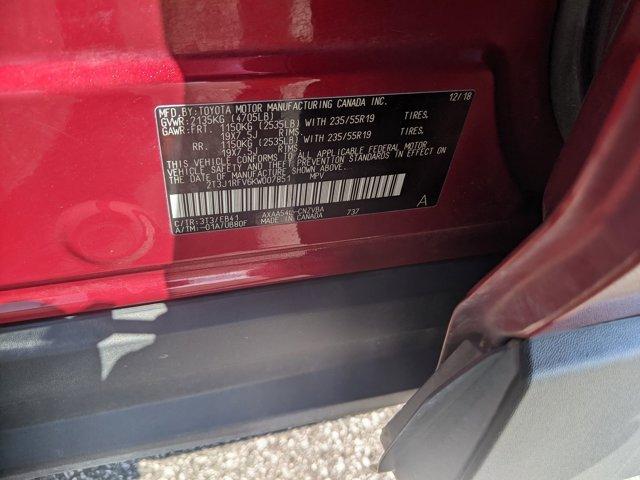 MFD.BY:TOYOTA MOTOR MANUFACTURING CANADA INC. 12/18
GVWR:2135KG (4705LB)
GAWR:FRT. 1150KG (2535LB) WITH 235/55R19 TIRES.
19X7.5J RIMS.
RR. 1150KG (2535LB) WITH 235/55R19 TIRES.
19X7.5J RIMS.
THIS VEHICLE CONFORMS TO ALL APPLICABLE FEDERAL MOTOR
VEHICLE SAFETY AND THEFT PREVENTION STANDARDS IN EFFECT
ON THE DATE OF MANUFACTURE SHOWN ABOVE.
2T3J1RFV6KW007851 MPV
A
C/TR:3T3/EB41 AXAA54L-CNZVBA 737
A/TM:-01A/UB80F MADE IN CANADA